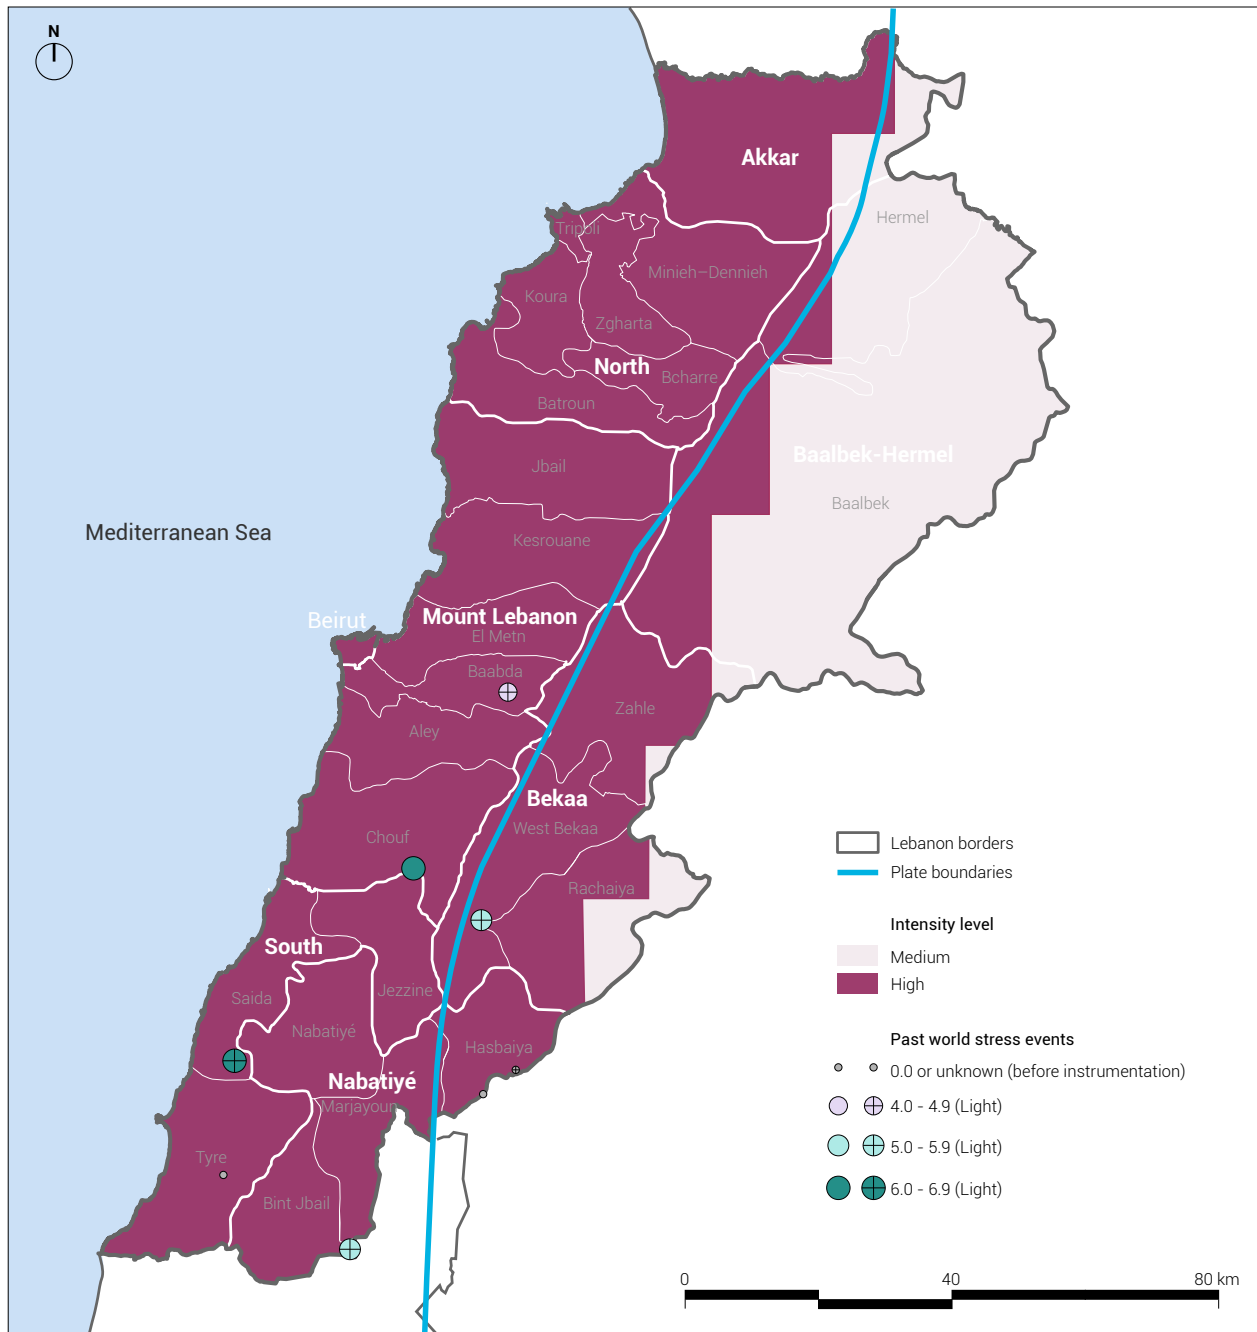 N
Akkar
Hermel
Tripoli
Minieh–Dennieh
Koura
Zgharta
North
Bcharre
Batroun
Baalbek-Hermel
Jbail
Baalbek
Mediterranean Sea
Kesrouane
Beirut
Mount Lebanon
El Metn
Baabda
Zahle
Aley
Bekaa
West Bekaa
Chouf
Rachaiya
South
Jezzine
Saida
Nabatiyé
Hasbaiya
Nabatiyé
Marjayoun
Tyre
Bint Jbail
Lebanon borders
Plate boundaries
Intensity level
Medium
High
Past world stress events
0.0 or unknown (before instrumentation)
4.0 - 4.9 (Light)
5.0 - 5.9 (Light)
6.0 - 6.9 (Light)
0 40 80 km